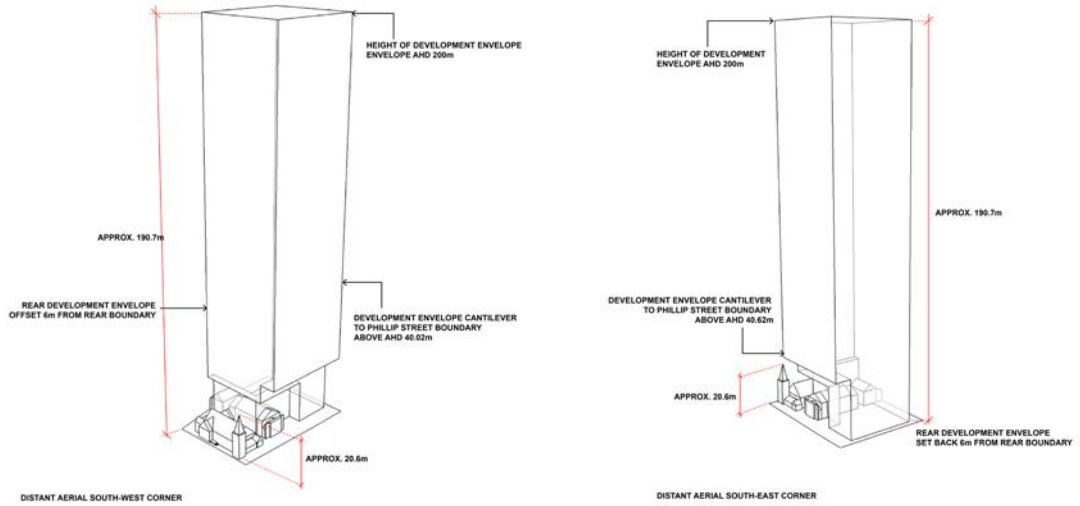 HEIGHT OF DEVELOPMENT ENVELOPE
ENVELOPE AHD 200m
APPROX. 190.7m
REAR DEVELOPMENT ENVELOPE
OFFSET 6m FROM REAR BOUNDARY
DEVELOPMENT ENVELOPE CANTILEVER
TO PHILLIP STREET BOUNDARY
ABOVE AHD 40.02m
APPROX. 20.6m
DISTANT AERIAL SOUTH-WEST CORNER
HEIGHT OF DEVELOPMENT
ENVELOPE AHD 200m
APPROX. 190.7m
DEVELOPMENT ENVELOPE CANTILEVER
TO PHILLIP STREET BOUNDARY
ABOVE AHD 40.62m
APPROX. 20.6m
REAR DEVELOPMENT ENVELOPE
SET BACK 6m FROM REAR BOUNDARY
DISTANT AERIAL SOUTH-EAST CORNER